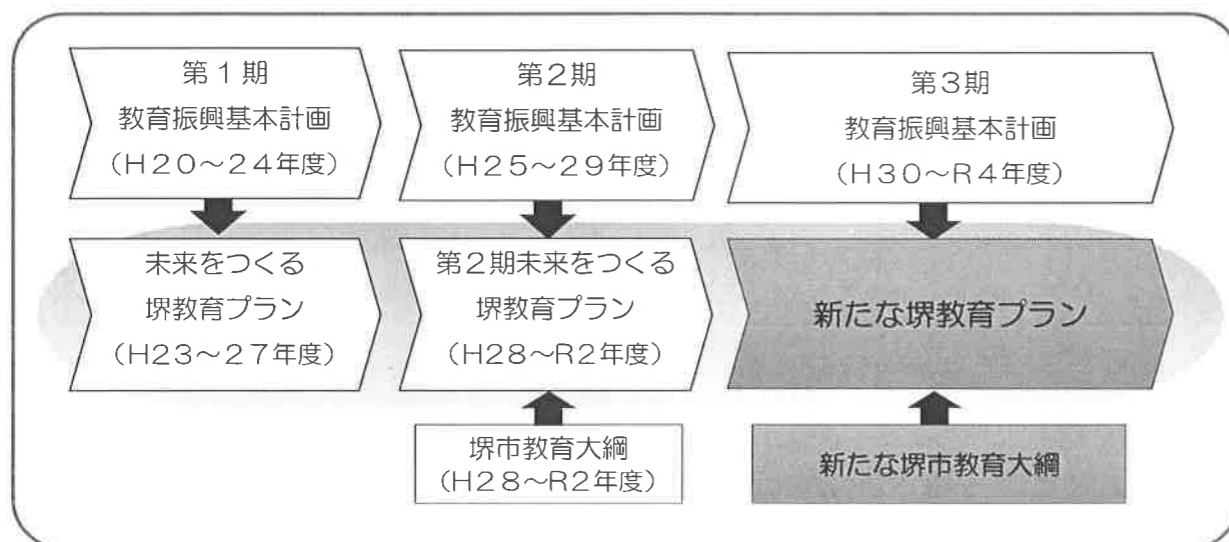 第1期
教育振興基本計画
(H20~24年度)
第2期
教育振興基本計画
(H25~29年度)
第3期
教育振興基本計画
(H30~R4年度)
未来をつくる
堺教育プラン
(H23~27年度)
第2期未来をつくる
堺教育プラン
(H28~R2年度)
新たな堺教育プラン
堺市教育大綱
(H28~R2年度)
新たな堺市教育大綱